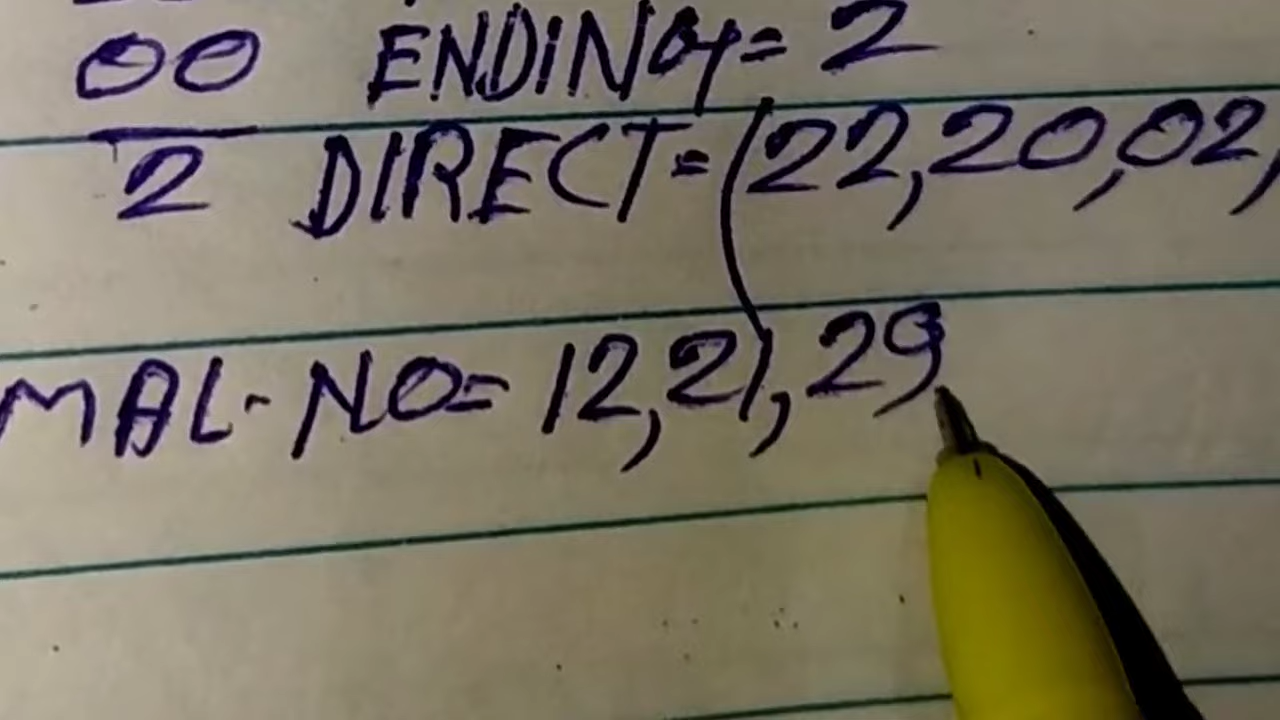 00 ENDING=2
2 DIRECT=(22,20,02,
MAL-NO=12,21,29